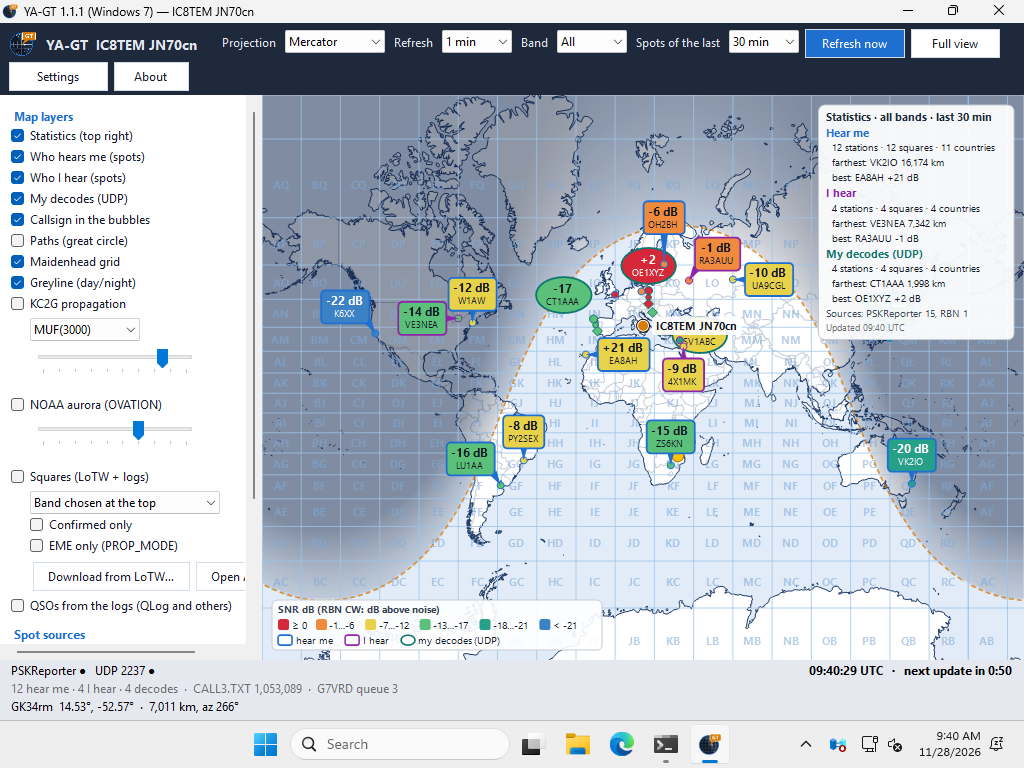 YA-GT 1.1.1 (Windows 7) — IC8TEM JN70cn
YA-GT IC8TEM JN70cn
Projection Mercator Refresh 1 min Band All Spots of the last 30 min Refresh now Full view
Settings About
Map layers
Statistics (top right)
Who hears me (spots)
Who I hear (spots)
My decodes (UDP)
Callsign in the bubbles
Paths (great circle)
Maidenhead grid
Greyline (day/night)
KC2G propagation
MUF(3000)
NOAA aurora (OVATION)
Squares (LoTW + logs)
Band chosen at the top
Confirmed only
EME only (PROP_MODE)
Download from LoTW...
Open
QSOs from the logs (QLog and others)
Spot sources
Statistics · all bands · last 30 min
Hear me
12 stations · 12 squares · 11 countries
farthest: VK2IO 16,174 km
best: EA8AH +21 dB
I hear
4 stations · 4 squares · 4 countries
farthest: VE3NEA 7,342 km
best: RA3AUU -1 dB
My decodes (UDP)
4 stations · 4 squares · 4 countries
farthest: CT1AAA 1,998 km
best: OE1XYZ +2 dB
Sources: PSKReporter 15, RBN 1
Updated 09:40 UTC
-6 dB
OH2BH
-1 dB
RA3AUU
+2
OE1XYZ
-10 dB
UA9CGL
-17
CT1AAA
-12 dB
W1AW
-22 dB
K6XX
-14 dB
VE3NEA
IC8TEM JN70cn
SV1ABC
+21 dB
EA8AH
-9 dB
4X1MK
-8 dB
PY2SEX
-15 dB
ZS6KN
-16 dB
LU1AA
-20 dB
VK2IO
SNR dB (RBN CW: dB above noise)
≥ 0 -1...-6 -7...-12 -13...-17 -18...-21 < -21
hear me I hear my decodes (UDP)
PSKReporter ● UDP 2237 ●
09:40:29 UTC · next update in 0:50
12 hear me · 4 I hear · 4 decodes · CALL3.TXT 1,053,089 · G7VRD queue 3
GK34rm 14.53°, -52.57° · 7,011 km, az 266°
Search
9:40 AM
11/28/2026